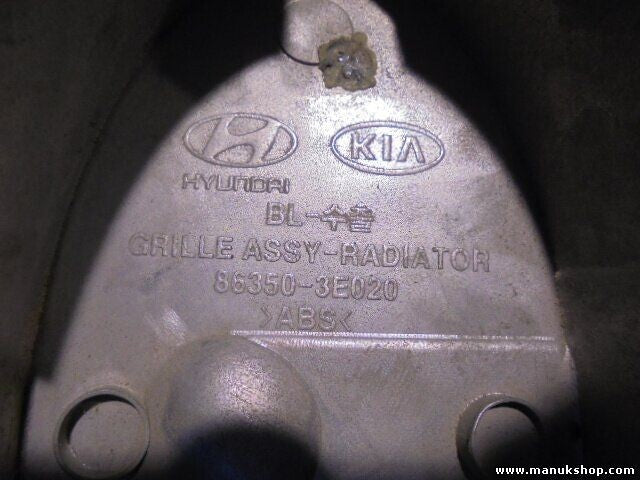 KIA
HYUNDAI
BL-수출
GRILLE ASSY-RADIATOR
86350-3E020
>ABS<
www.manukshop.com